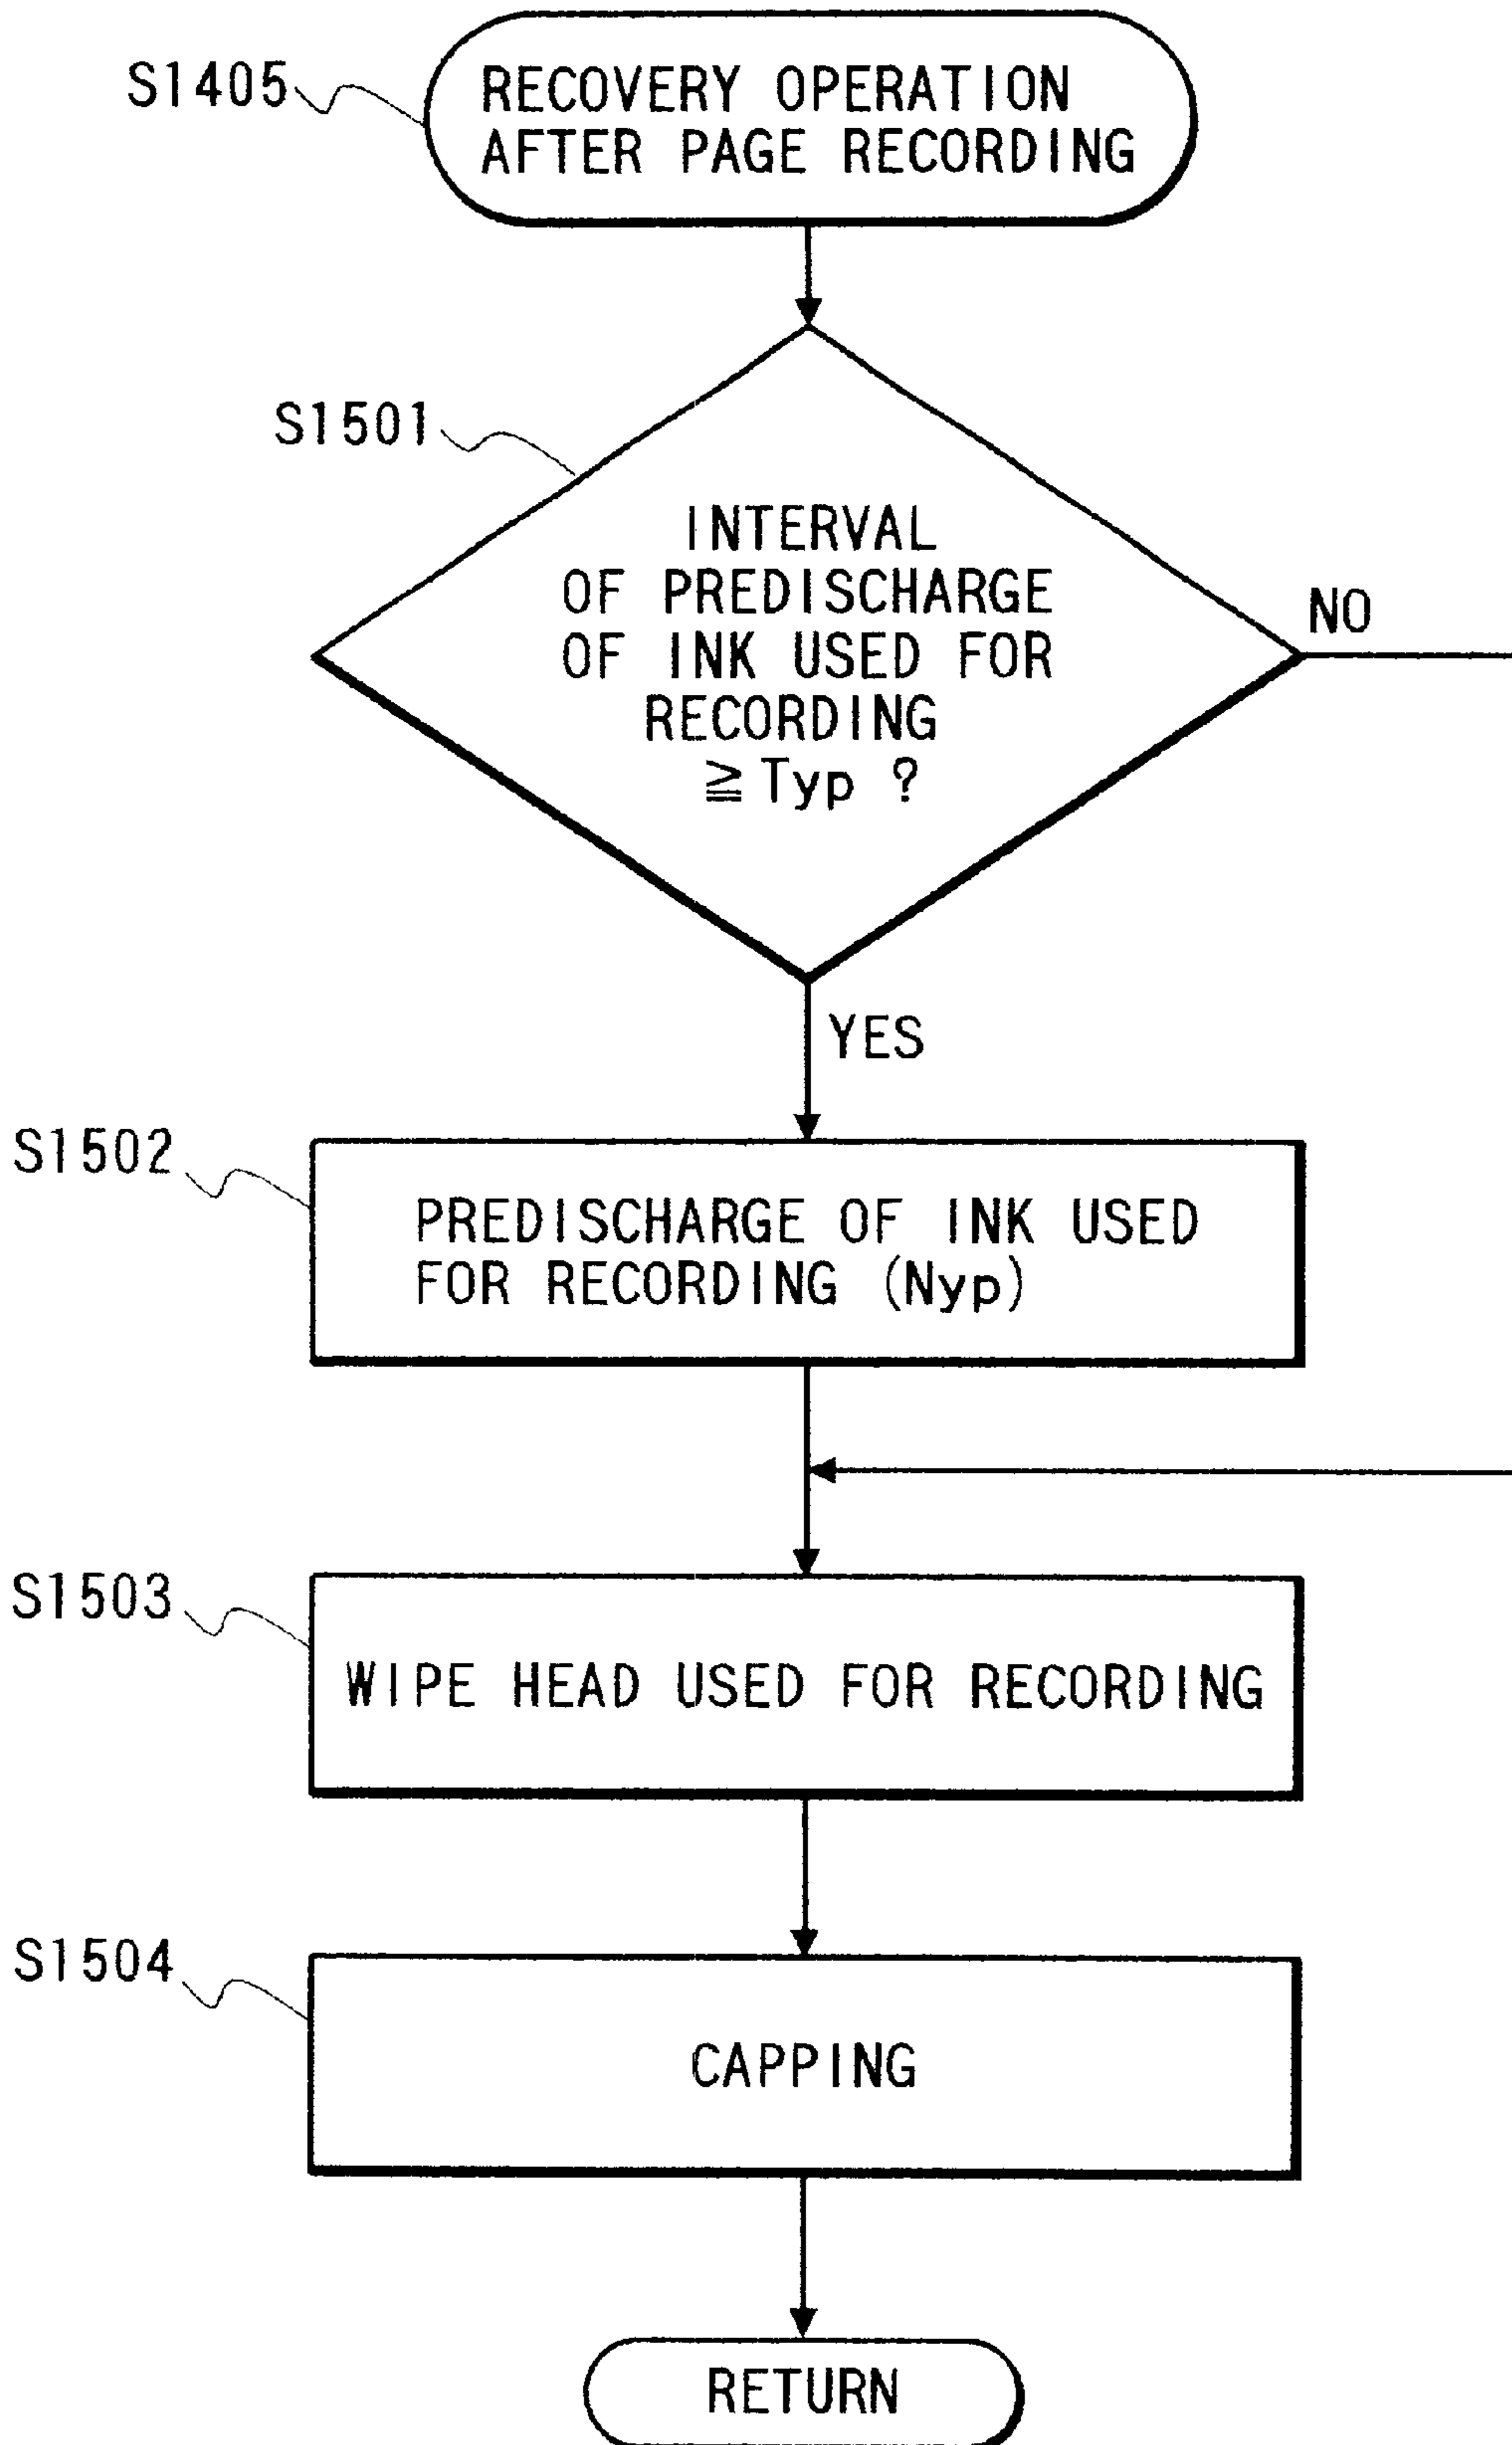 S1405
RECOVERY OPERATION
AFTER PAGE RECORDING
S1501
INTERVAL
OF PREDISCHARGE
OF INK USED FOR
RECORDING
≧ Typ ?
NO
YES
S1502
PREDISCHARGE OF INK USED
FOR RECORDING (Nyp)
S1503
WIPE HEAD USED FOR RECORDING
S1504
CAPPING
RETURN